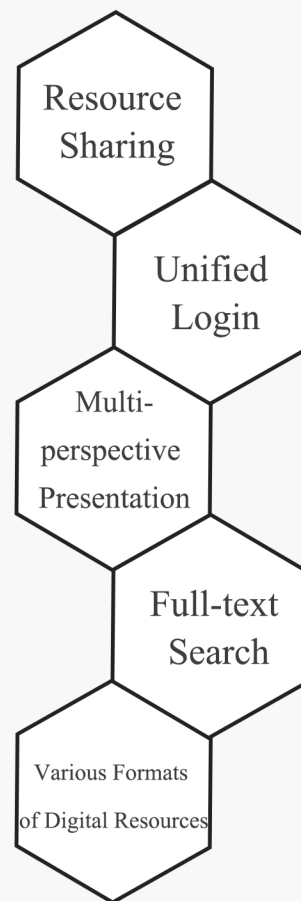 Resource
Sharing
Unified
Login
Multi-
perspective
Presentation
Full-text
Search
Various Formats
of Digital Resources